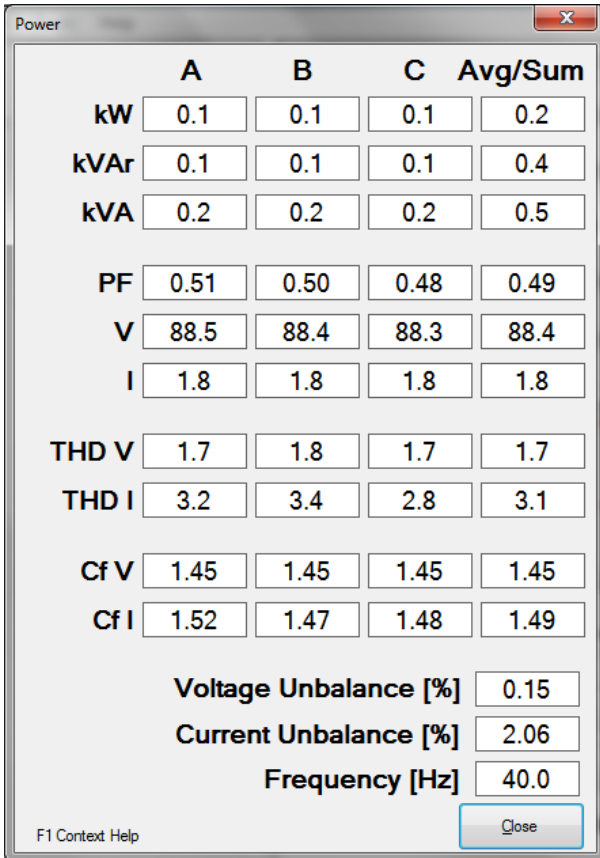 Power
A B C Avg/Sum
kW 0.1 0.1 0.1 0.2
kVAr 0.1 0.1 0.1 0.4
kVA 0.2 0.2 0.2 0.5
PF 0.51 0.50 0.48 0.49
V 88.5 88.4 88.3 88.4
I 1.8 1.8 1.8 1.8
THD V 1.7 1.8 1.7 1.7
THD I 3.2 3.4 2.8 3.1
Cf V 1.45 1.45 1.45 1.45
Cf I 1.52 1.47 1.48 1.49
Voltage Unbalance [%] 0.15
Current Unbalance [%] 2.06
Frequency [Hz] 40.0
F1 Context Help Close